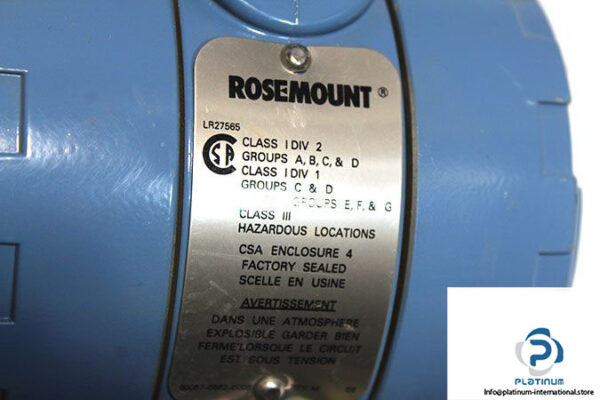 ROSEMOUNT ®
LR27565
CSA
CLASS I DIV 2
GROUPS A, B, C, & D
CLASS I DIV 1
GROUPS C & D
GROUPS E, F, & G
CLASS III
HAZARDOUS LOCATIONS
CSA ENCLOSURE 4
FACTORY SEALED
SCELLE EN USINE
AVERTISSEMENT
DANS UNE ATMOSPHERE
EXPLOSIBLE GARDER BIEN
FERME LORSQUE LE CIRCUIT
EST SOUS TENSION
PLATINUM
Info@platinum-international.store